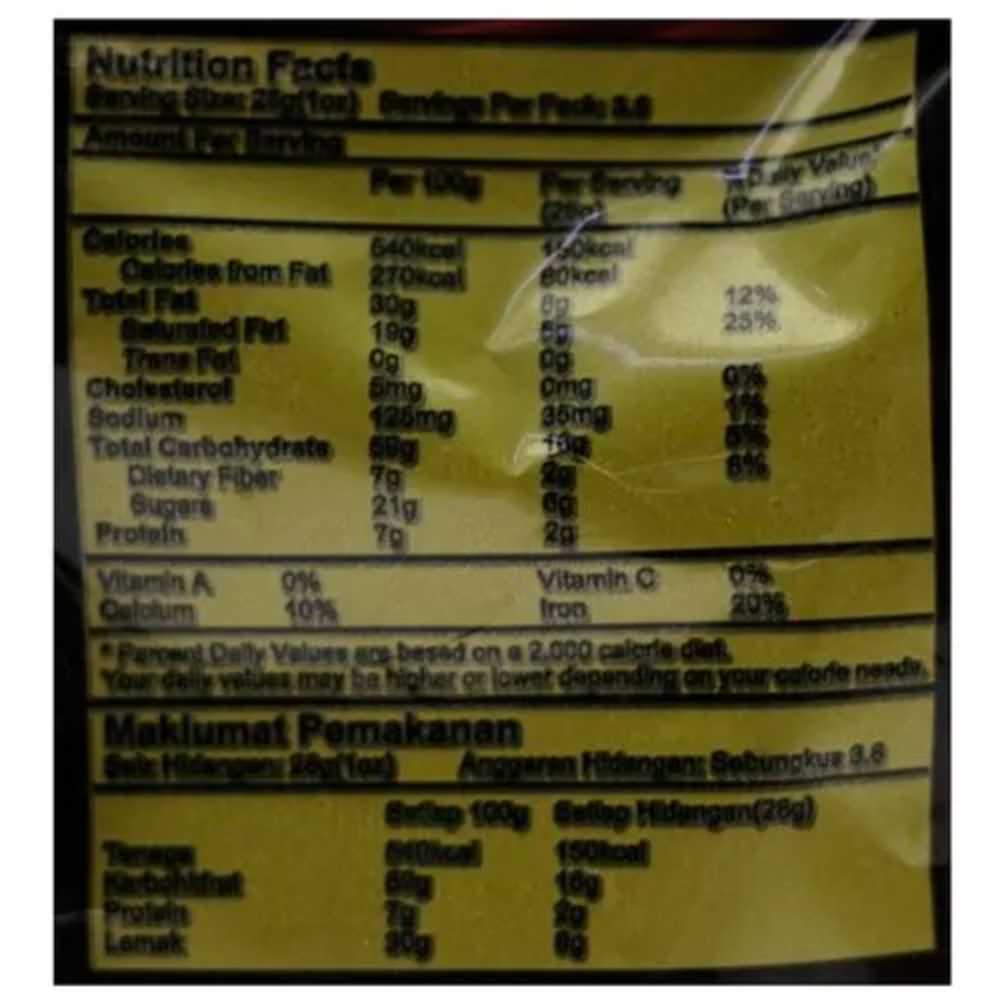 Nutrition Facts
Serving Size: 28g(1oz) Servings Per Pack: 3.6
Amount Per Serving
Per 100g Per Serving % Daily Value*
(28g) (Per Serving)
Calories 540kcal 150kcal
Calories from Fat 270kcal 80kcal
Total Fat 30g 8g 12%
Saturated Fat 19g 5g 25%
Trans Fat 0g 0g
Cholesterol 5mg 0mg 0%
Sodium 125mg 35mg 1%
Total Carbohydrate 59g 16g 5%
Dietary Fiber 7g 2g 8%
Sugars 21g 6g
Protein 7g 2g
Vitamin A 0% Vitamin C 0%
Calcium 10% Iron 20%
* Percent Daily Values are based on a 2,000 calorie diet.
Your daily values may be higher or lower depending on your calorie needs.
Maklumat Pemakanan
Saiz Hidangan: 28g(1oz) Anggaran Hidangan: Sebungkus 3.6
Setiap 100g Setiap Hidangan(28g)
Tenaga 540kcal 150kcal
Karbohidrat 59g 16g
Protein 7g 2g
Lemak 30g 8g